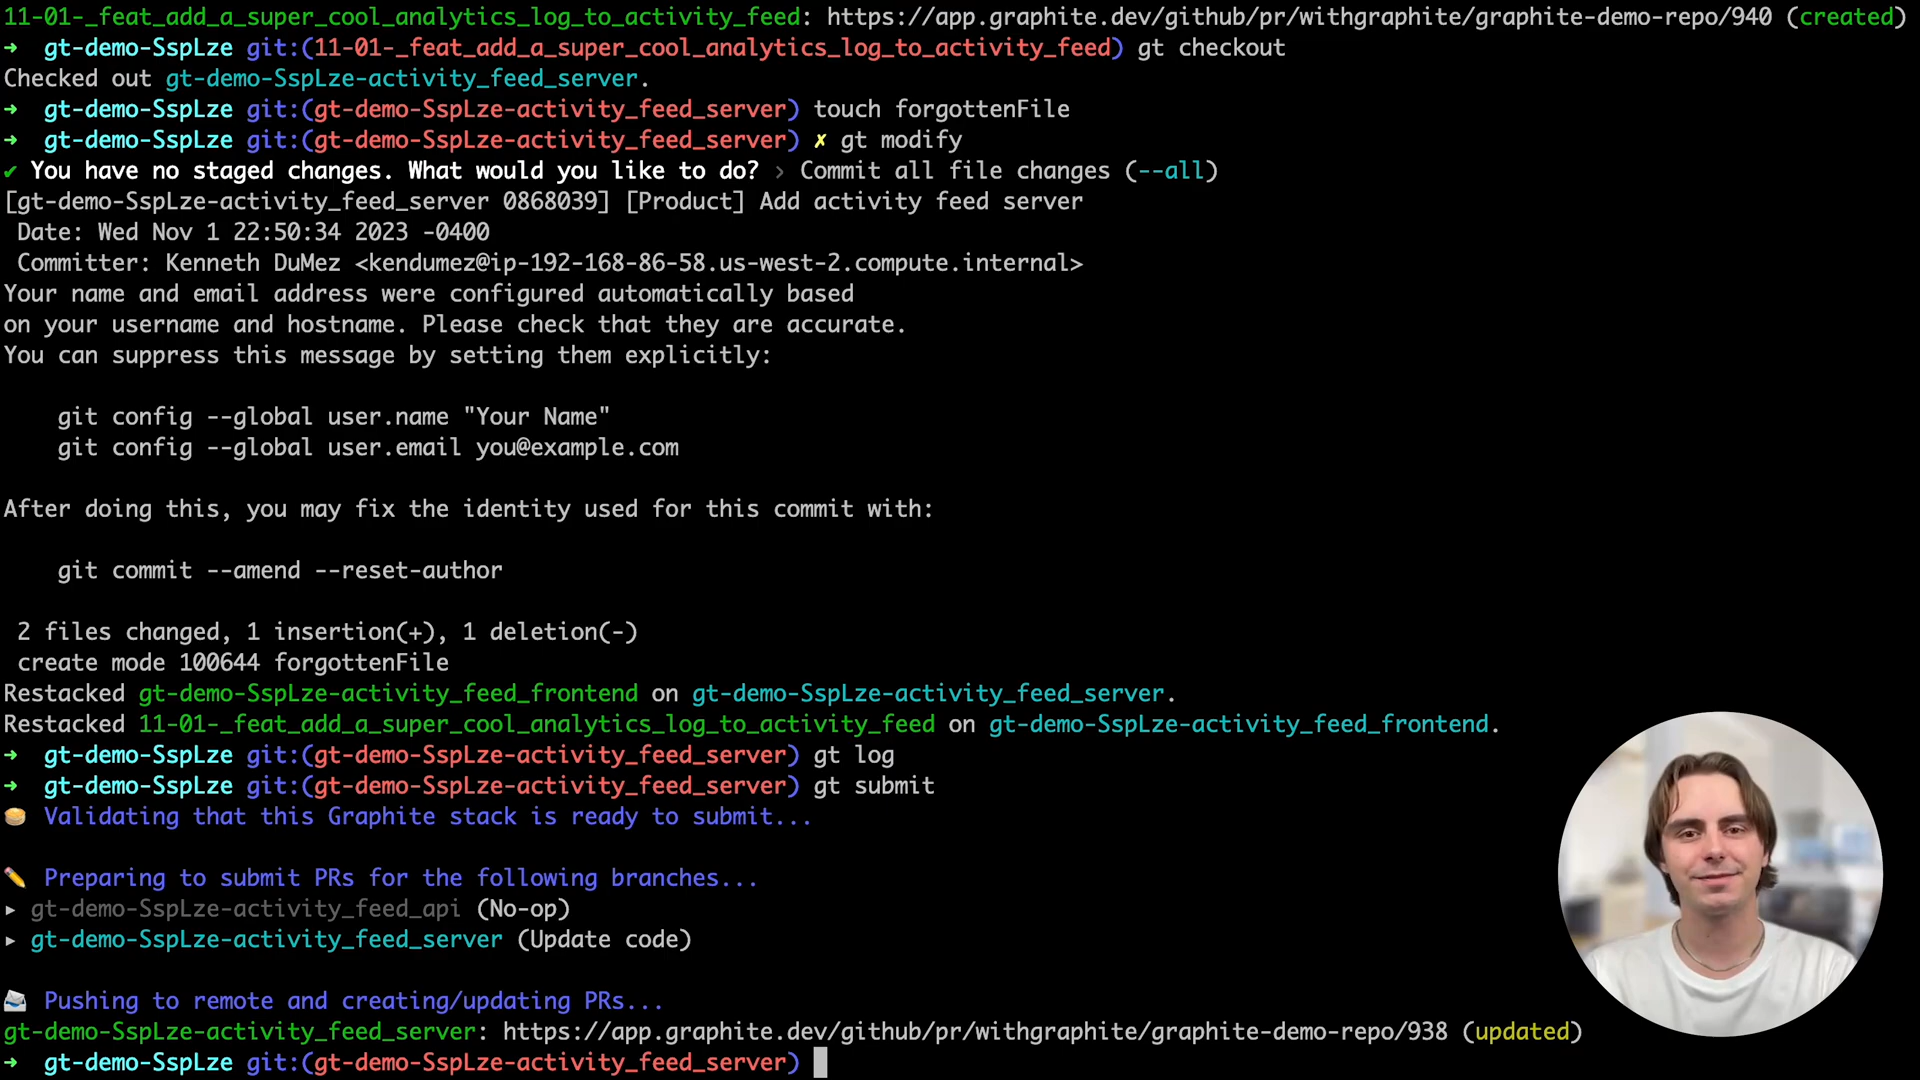 11-01-_feat_add_a_super_cool_analytics_log_to_activity_feed: https://app.graphite.dev/github/pr/withgraphite/graphite-demo-repo/940 (created)
➜  gt-demo-SspLze git:(11-01-_feat_add_a_super_cool_analytics_log_to_activity_feed) gt checkout
Checked out gt-demo-SspLze-activity_feed_server.
➜  gt-demo-SspLze git:(gt-demo-SspLze-activity_feed_server) touch forgottenFile
➜  gt-demo-SspLze git:(gt-demo-SspLze-activity_feed_server) ✗ gt modify
✔ You have no staged changes. What would you like to do? › Commit all file changes (--all)
[gt-demo-SspLze-activity_feed_server 0868039] [Product] Add activity feed server
 Date: Wed Nov 1 22:50:34 2023 -0400
 Committer: Kenneth DuMez <kendumez@ip-192-168-86-58.us-west-2.compute.internal>
Your name and email address were configured automatically based
on your username and hostname. Please check that they are accurate.
You can suppress this message by setting them explicitly:
    git config --global user.name "Your Name"
    git config --global user.email you@example.com
After doing this, you may fix the identity used for this commit with:
    git commit --amend --reset-author
 2 files changed, 1 insertion(+), 1 deletion(-)
 create mode 100644 forgottenFile
Restacked gt-demo-SspLze-activity_feed_frontend on gt-demo-SspLze-activity_feed_server.
Restacked 11-01-_feat_add_a_super_cool_analytics_log_to_activity_feed on gt-demo-SspLze-activity_feed_frontend.
➜  gt-demo-SspLze git:(gt-demo-SspLze-activity_feed_server) gt log
➜  gt-demo-SspLze git:(gt-demo-SspLze-activity_feed_server) gt submit
🥞 Validating that this Graphite stack is ready to submit...
✏️ Preparing to submit PRs for the following branches...
▸ gt-demo-SspLze-activity_feed_api (No-op)
▸ gt-demo-SspLze-activity_feed_server (Update code)
📨 Pushing to remote and creating/updating PRs...
gt-demo-SspLze-activity_feed_server: https://app.graphite.dev/github/pr/withgraphite/graphite-demo-repo/938 (updated)
➜  gt-demo-SspLze git:(gt-demo-SspLze-activity_feed_server)